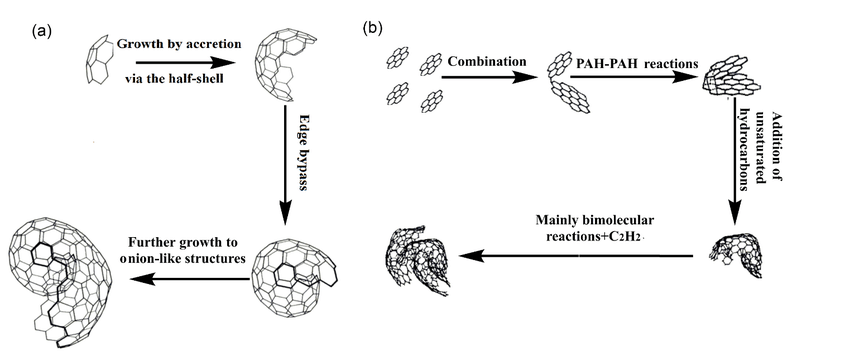 (a)
Growth by accretion
via the half-shell
Edge bypass
Further growth to
onion-like structures
(b)
Combination
PAH-PAH reactions
Addition of
unsaturated
hydrocarbons
Mainly bimolecular
reactions+C2H2